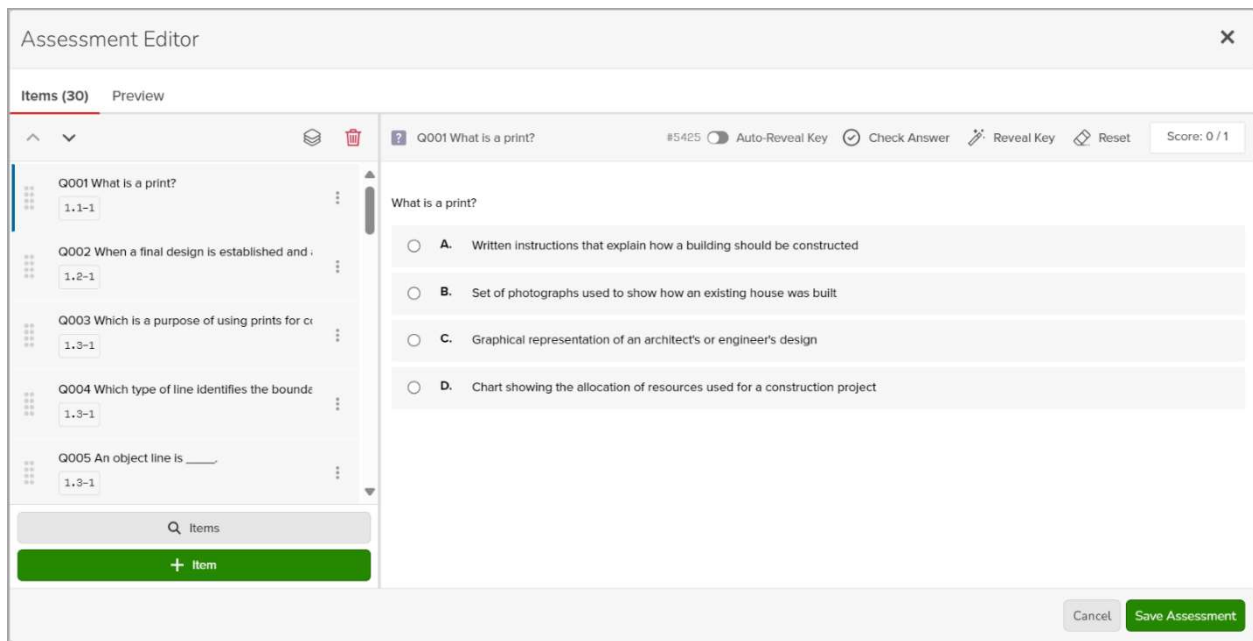 Assessment Editor
Items (30) Preview
Q001 What is a print?
1.1-1
Q002 When a final design is established and
1.2-1
Q003 Which is a purpose of using prints for
1.3-1
Q004 Which type of line identifies the
1.3-1
Q005 An object line is ____.
1.3-1
Items
+ Item
? Q001 What is a print? #5425 Auto-Reveal Key Check Answer Reveal Key Reset Score: 0 / 1
What is a print?
A. Written instructions that explain how a building should be constructed
B. Set of photographs used to show how an existing house was built
C. Graphical representation of an architect's or engineer's design
D. Chart showing the allocation of resources used for a construction project
Cancel Save Assessment